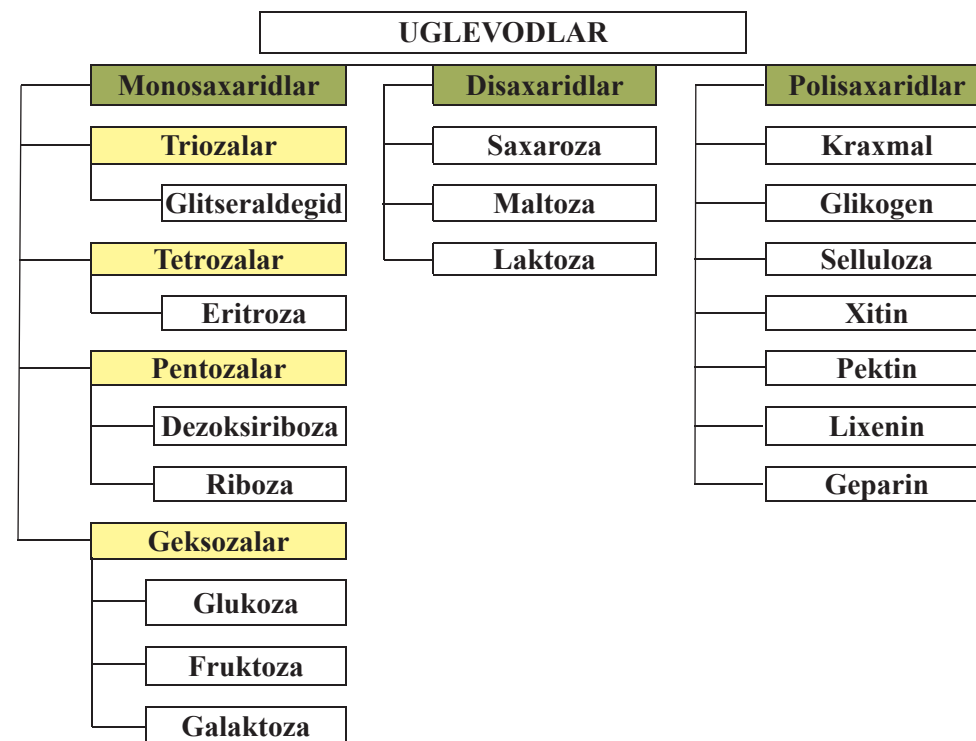 UGLEVODLAR
Monosaxaridlar
Triozalar
Glitseraldegid
Tetrozalar
Eritroza
Pentozalar
Dezoksiriboza
Riboza
Geksozalar
Glukoza
Fruktoza
Galaktoza
Disaxaridlar
Saxaroza
Maltoza
Laktoza
Polisaxaridlar
Kraxmal
Glikogen
Selluloza
Xitin
Pektin
Lixenin
Geparin